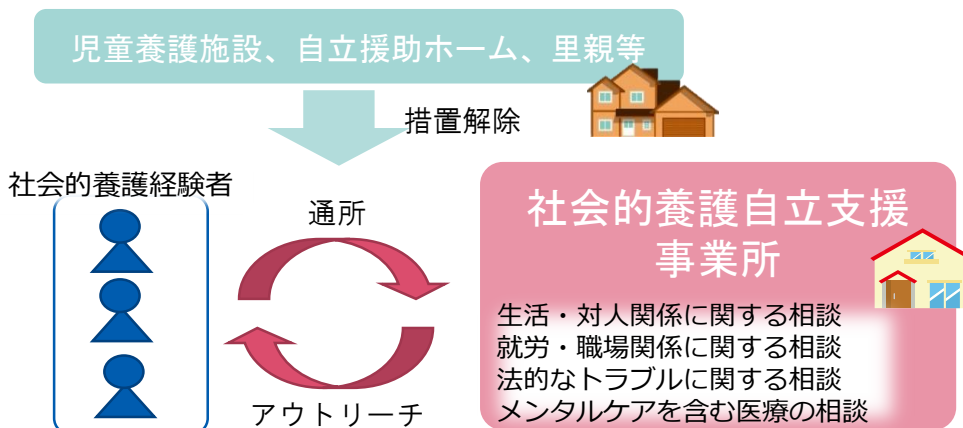 児童養護施設、自立援助ホーム、里親等
措置解除
社会的養護経験者
通所
アウトリーチ
社会的養護自立支援
事業所
生活・対人関係に関する相談
就労・職場関係に関する相談
法的なトラブルに関する相談
メンタルケアを含む医療の相談